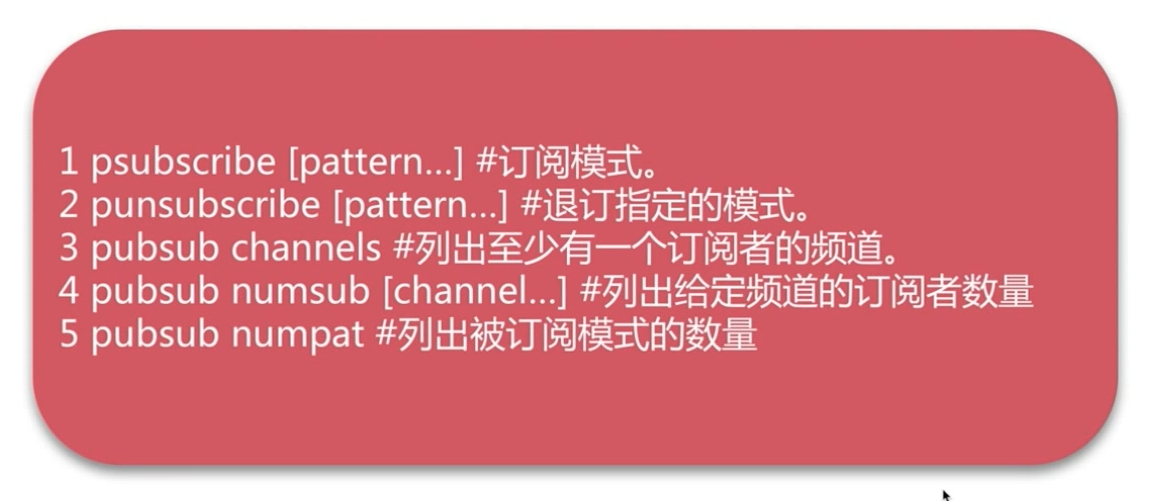 1 psubscribe [pattern...] #订阅模式。
2 punsubscribe [pattern...] #退订指定的模式。
3 pubsub channels #列出至少有一个订阅者的频道。
4 pubsub numsub [channel...] #列出给定频道的订阅者数量
5 pubsub numpat #列出被订阅模式的数量